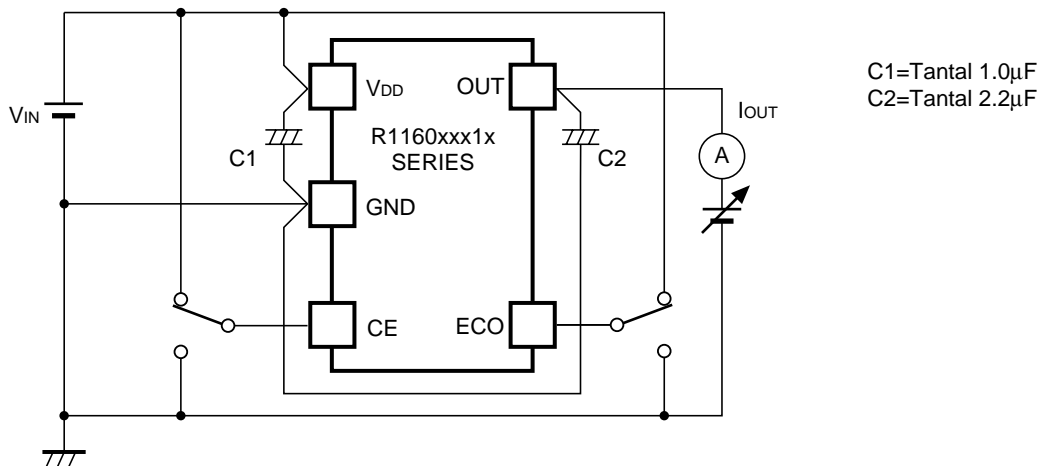 VDD
OUT
C1=Tantal 1.0μF
C2=Tantal 2.2μF
VIN
IOUT
R1160xxx1x
SERIES
C1
C2
A
GND
CE
ECO